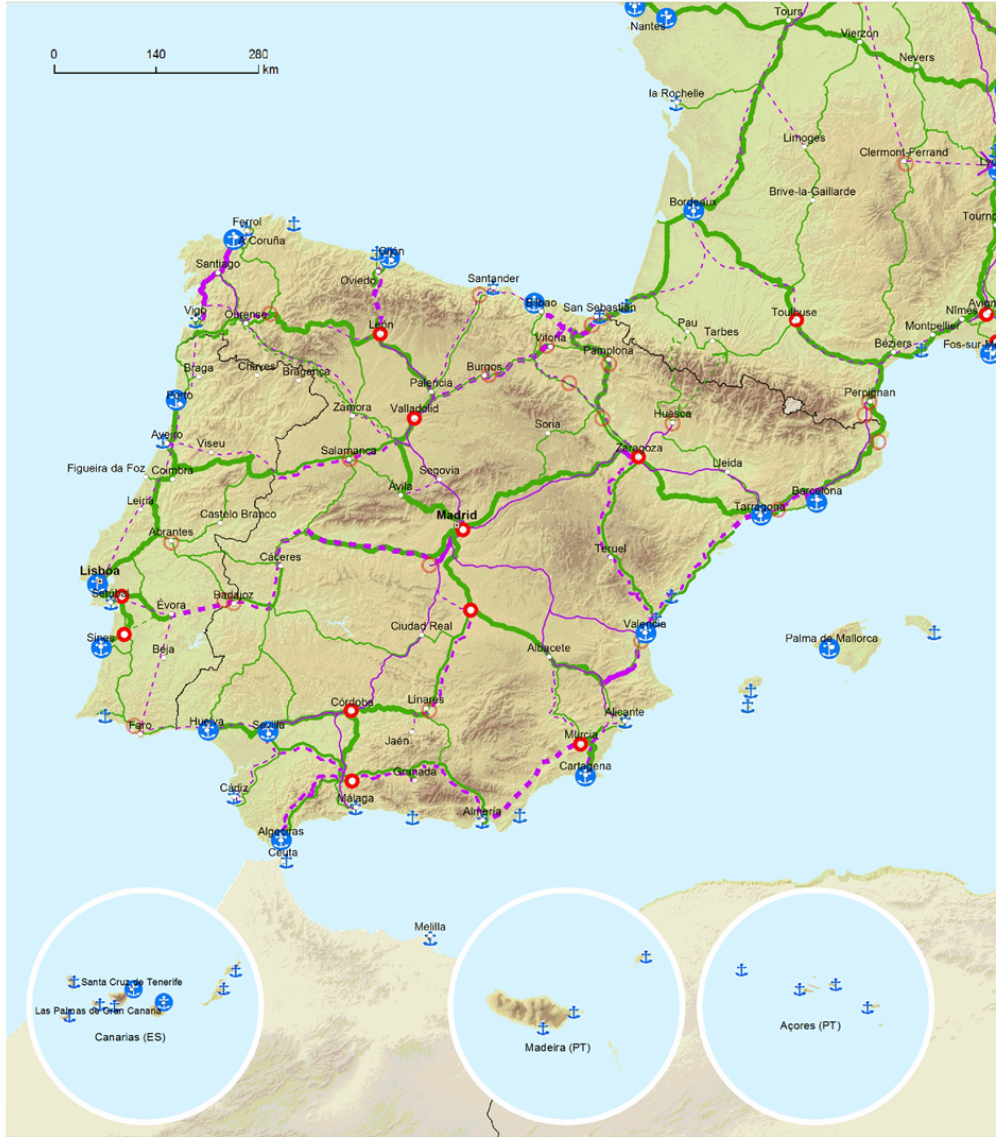 Tours
Nantes
Vierzon
Nevers
0 140 280
km
la Rochelle
Limoges
Clermont-Ferrand
Brive-la-Gaillarde
Bordeaux
Ferrol
A Coruña
Gijón
Santiago
Oviedo
Santander
Bilbao
San Sebastián
Vigo
Ourense
León
Toulouse
Nîmes
Montpellier
Pau
Tarbes
Béziers
Vitoria
Pamplona
Braga
Chaves
Bragança
Burgos
Palencia
Perpignan
Porto
Zamora
Valladolid
Huesca
Soria
Aveiro
Viseu
Salamanca
Zaragoza
Lleida
Figueira da Foz
Coimbra
Segovia
Ávila
Barcelona
Leiria
Tarragona
Castelo Branco
Madrid
Abrantes
Cáceres
Teruel
Lisboa
Setúbal
Badajoz
Évora
Ciudad Real
Valencia
Sines
Palma de Mallorca
Béja
Albacete
Córdoba
Linares
Faro
Huelva
Sevilla
Alicante
Jaén
Murcia
Cartagena
Granada
Cádiz
Málaga
Almería
Algeciras
Ceuta
Melilla
Santa Cruz de Tenerife
Las Palmas de Gran Canaria
Canarias (ES)
Madeira (PT)
Açores (PT)